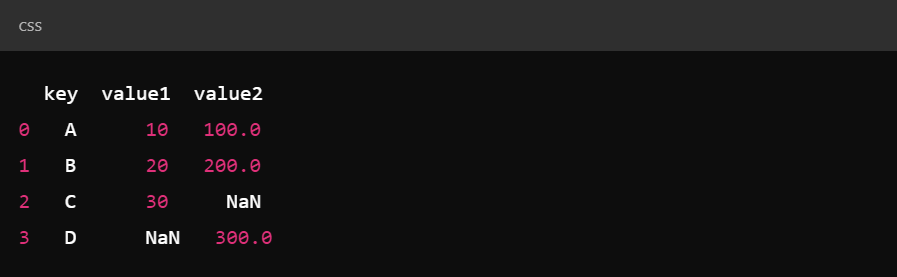 css
key value1 value2
0 A 10 100.0
1 B 20 200.0
2 C 30 NaN
3 D NaN 300.0